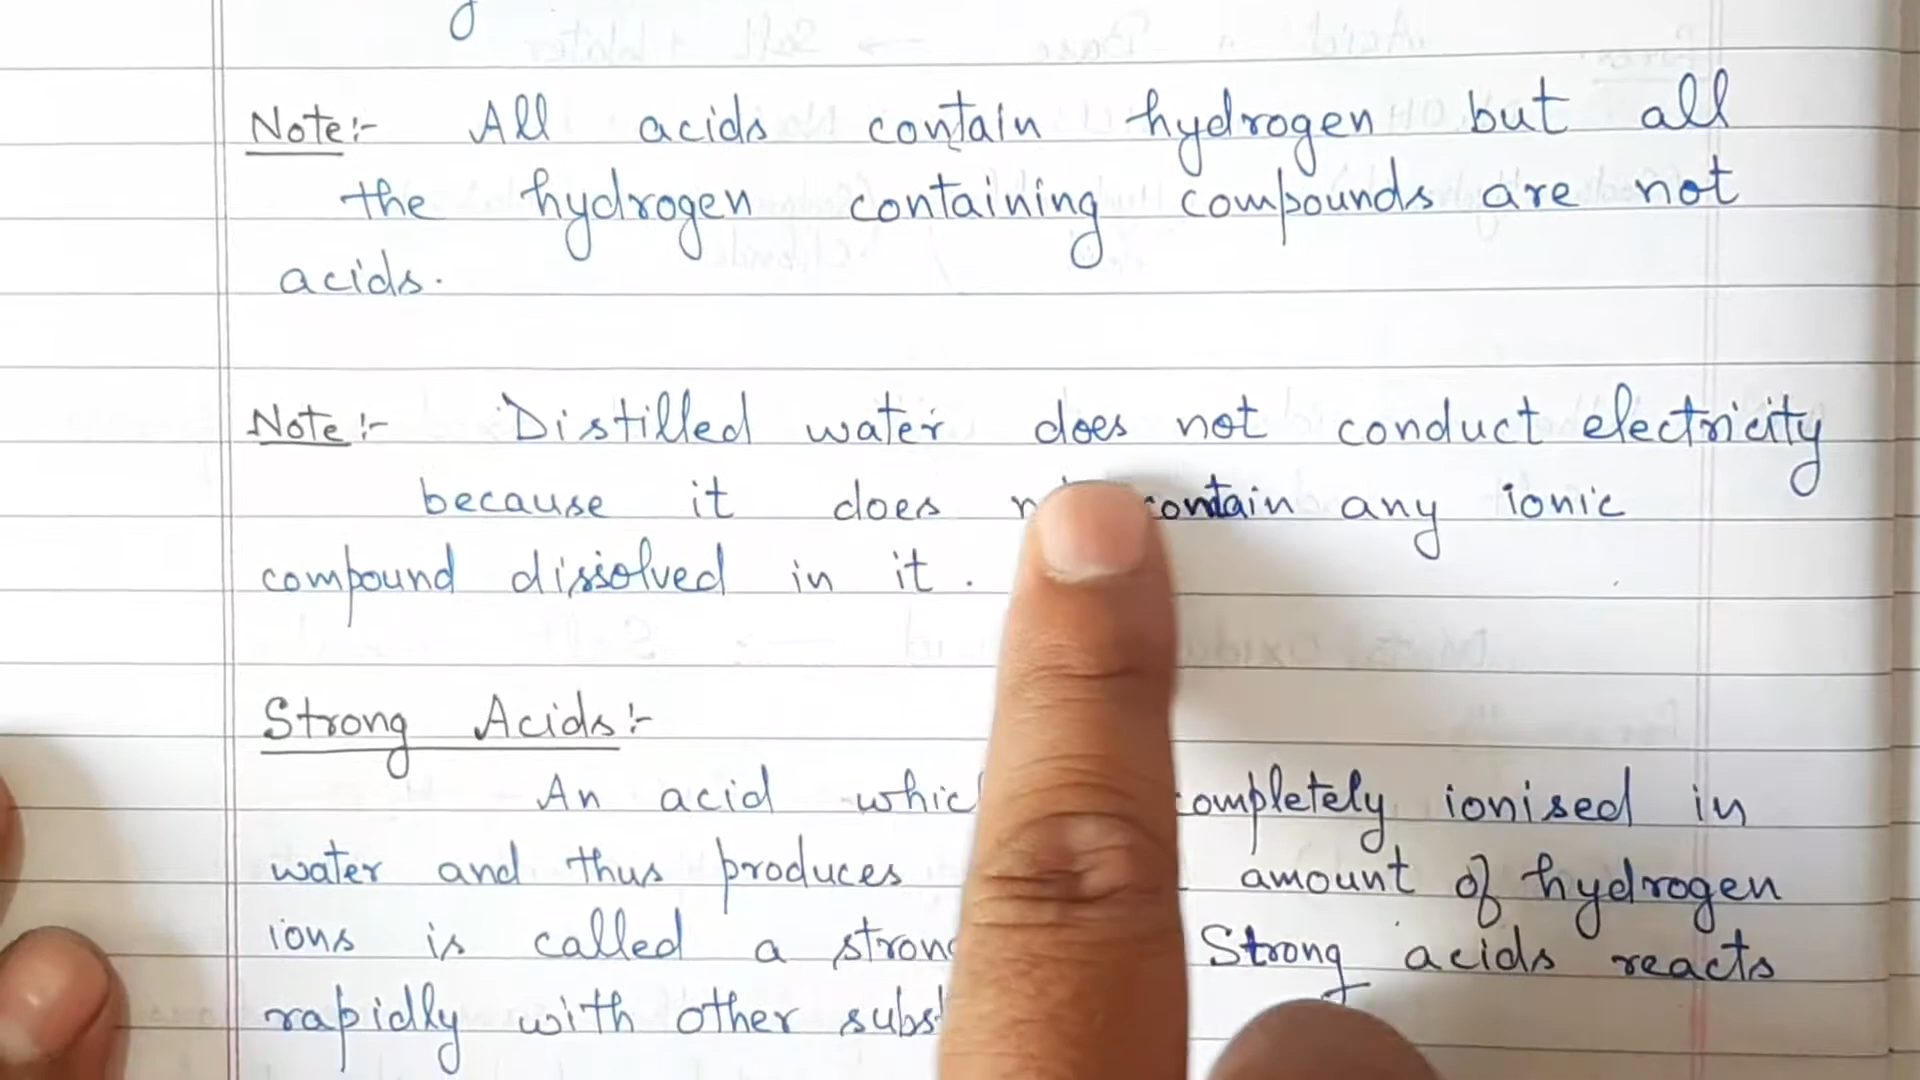 Note:- All acids contain hydrogen but all
the hydrogen containing compounds are not
acids.
Note:- Distilled water does not conduct electricity
because it does contain any ionic
compound dissolved in it.
Strong Acids:-
An acid completely ionised in
water and thus produces amount of hydrogen
ions is called a Strong acids reacts
rapidly with other